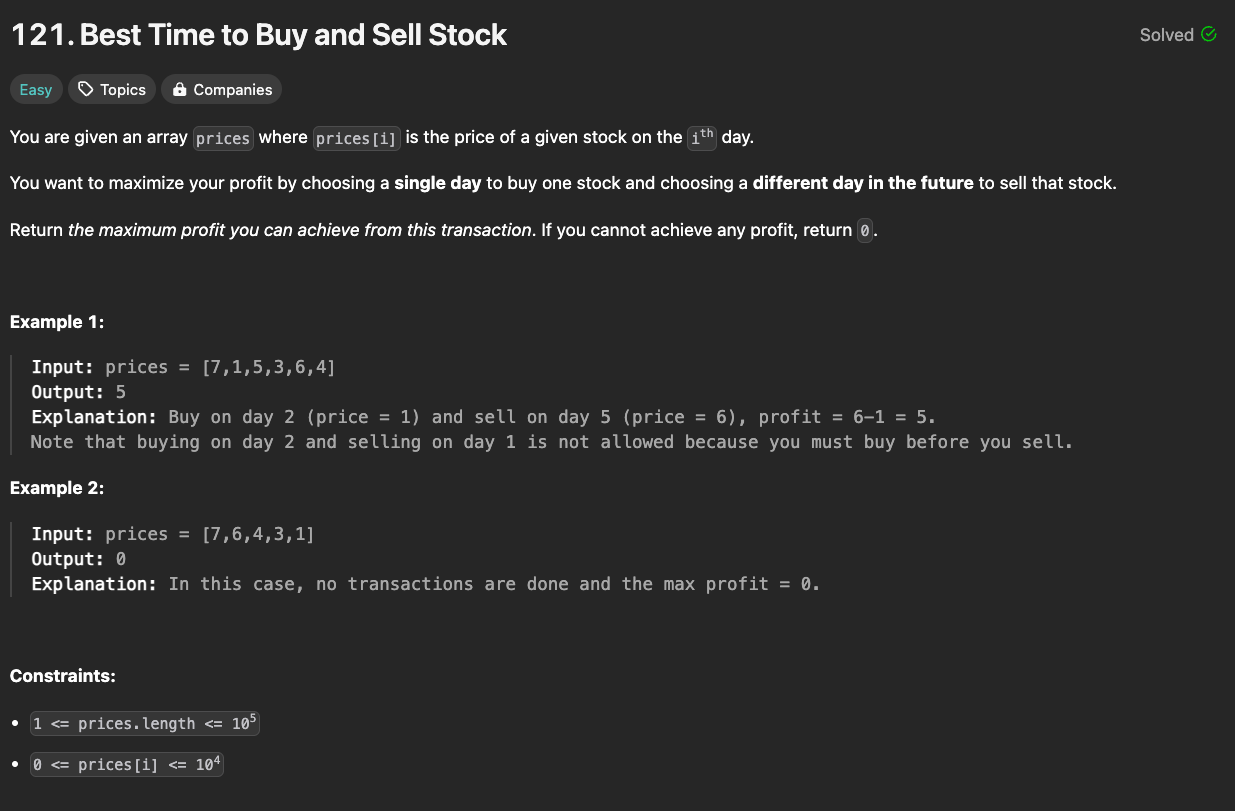 121. Best Time to Buy and Sell Stock
Solved
Easy
Topics
Companies
You are given an array prices where prices[i] is the price of a given stock on the ith day.
You want to maximize your profit by choosing a single day to buy one stock and choosing a different day in the future to sell that stock.
Return the maximum profit you can achieve from this transaction. If you cannot achieve any profit, return 0.
Example 1:
Input: prices = [7,1,5,3,6,4]
Output: 5
Explanation: Buy on day 2 (price = 1) and sell on day 5 (price = 6), profit = 6-1 = 5.
Note that buying on day 2 and selling on day 1 is not allowed because you must buy before you sell.
Example 2:
Input: prices = [7,6,4,3,1]
Output: 0
Explanation: In this case, no transactions are done and the max profit = 0.
Constraints:
• 1 <= prices.length <= 10⁵
• 0 <= prices[i] <= 10⁴